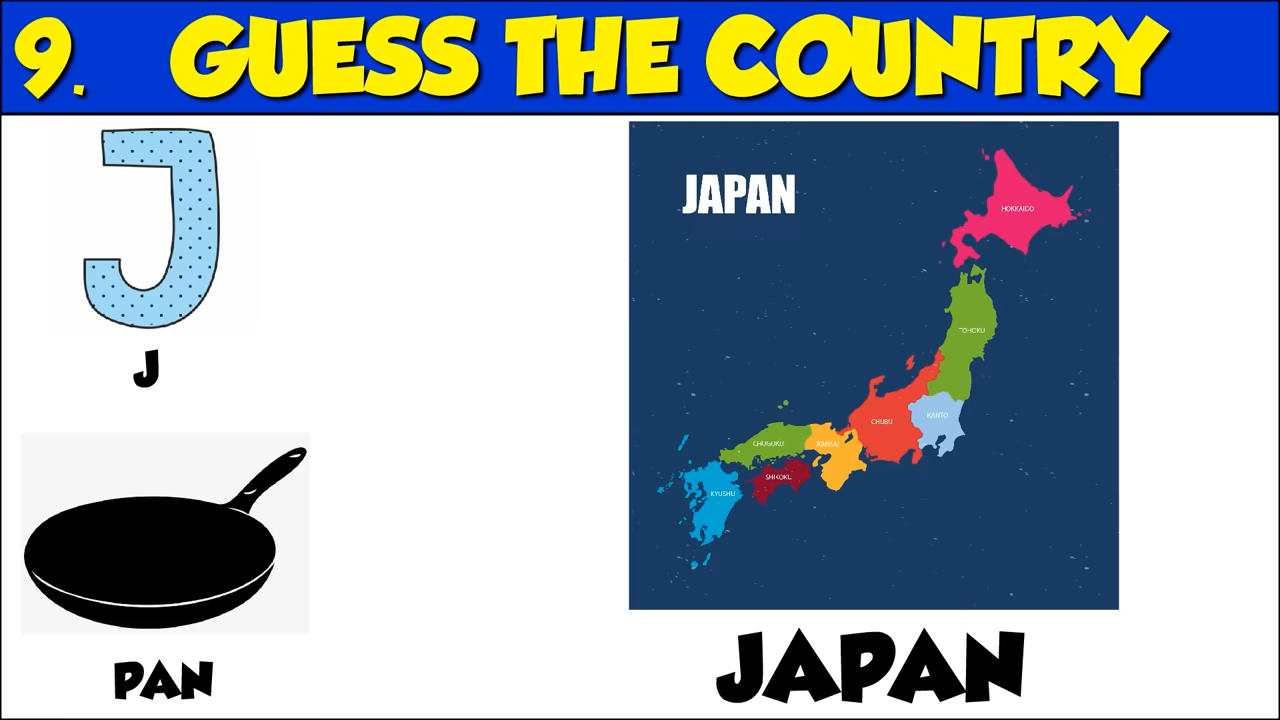 9. GUESS THE COUNTRY
J
J
PAN
JAPAN
HOKKAIDO
TOHOKU
KANTO
CHUBU
KANSAI
CHUGOKU
SHIKOKU
KYUSHU
JAPAN